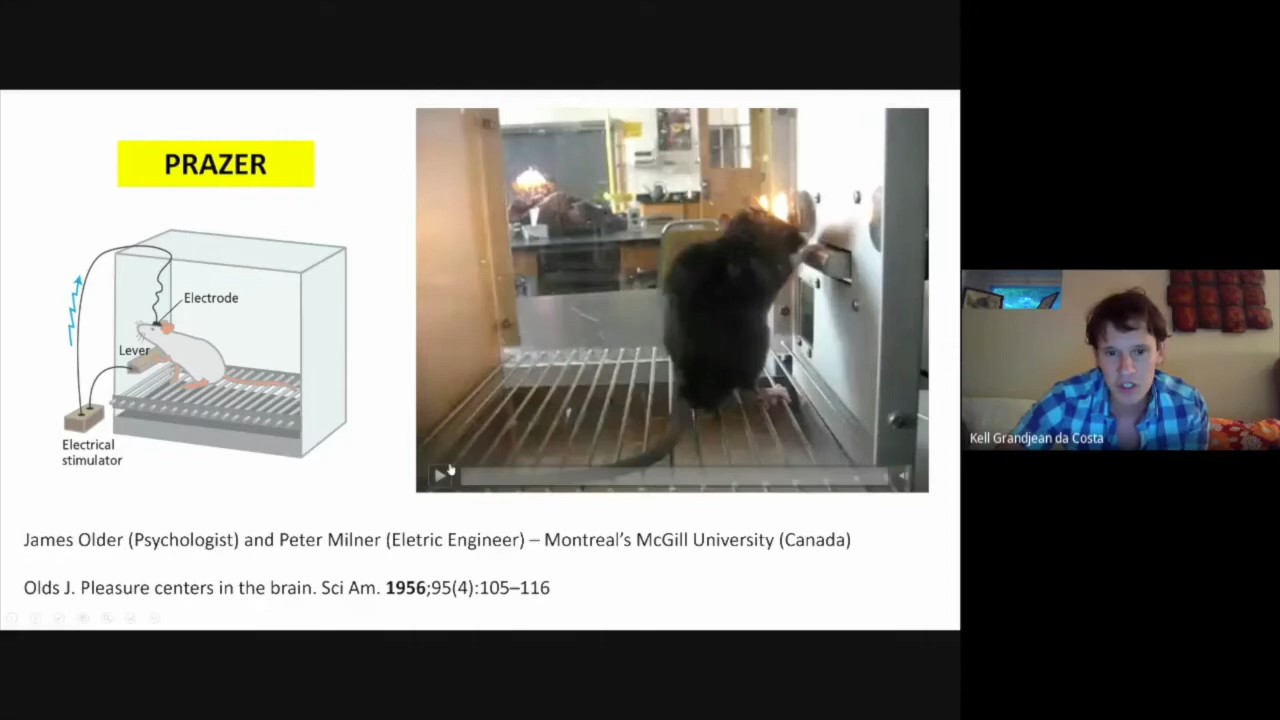 PRAZER
Electrode
Lever
Electrical
stimulator
James Older (Psychologist) and Peter Milner (Eletric Engineer) – Montreal's McGill University (Canada)
Olds J. Pleasure centers in the brain. Sci Am. 1956;95(4):105–116
Kell Grandjean da Costa